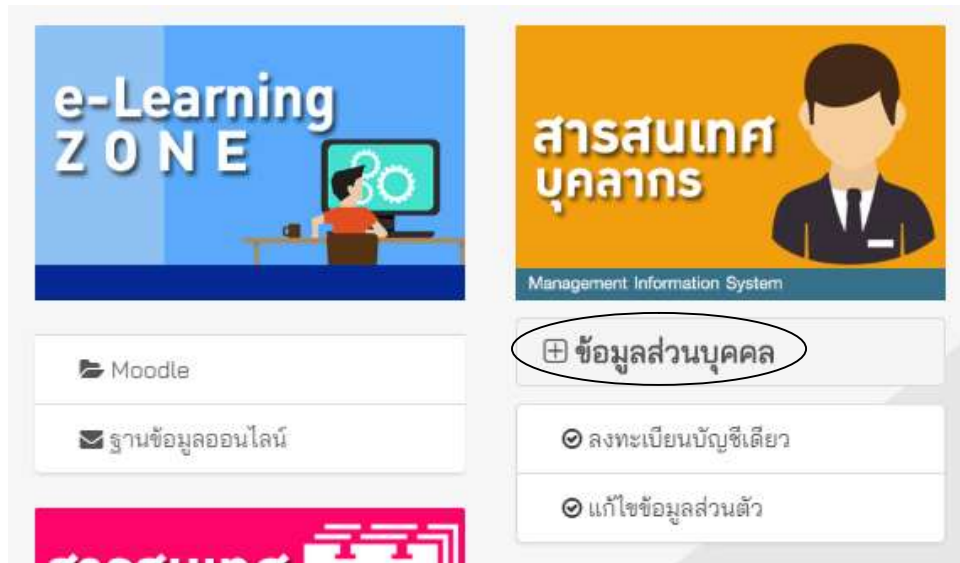 e-Learning
ZONE
Moodle
ฐานข้อมูลออนไลน์
สารสนเทศ
บุคลากร
Management Information System
ข้อมูลส่วนบุคคล
ลงทะเบียนบัญชีเดียว
แก้ไขข้อมูลส่วนตัว